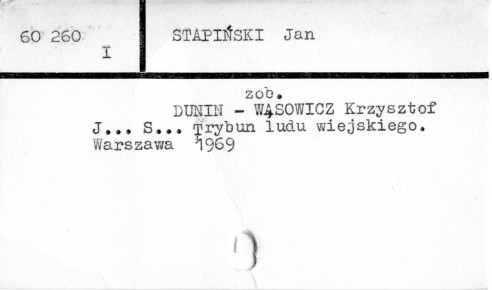 60 260
I
STAPIŃSKI Jan
zob.
DUNIN - WĄSOWICZ Krzysztof
J... S... Trybun ludu wiejskiego.
Warszawa 1969